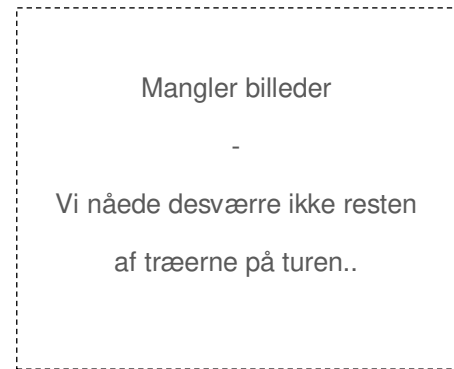 Mangler billeder
-
Vi nåede desværre ikke resten
af træerne på turen..